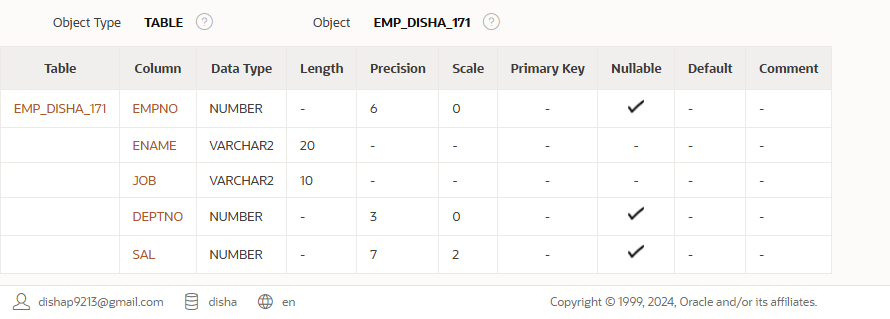 Object Type TABLE ? Object EMP_DISHA_171 ?
Table Column Data Type Length Precision Scale Primary Key Nullable Default Comment
EMP_DISHA_171 EMPNO NUMBER - 6 0 - ✓ - -
ENAME VARCHAR2 20 - - - - - -
JOB VARCHAR2 10 - - - - - -
DEPTNO NUMBER - 3 0 - ✓ - -
SAL NUMBER - 7 2 - ✓ - -
dishap9213@gmail.com disha en Copyright © 1999, 2024, Oracle and/or its affiliates.